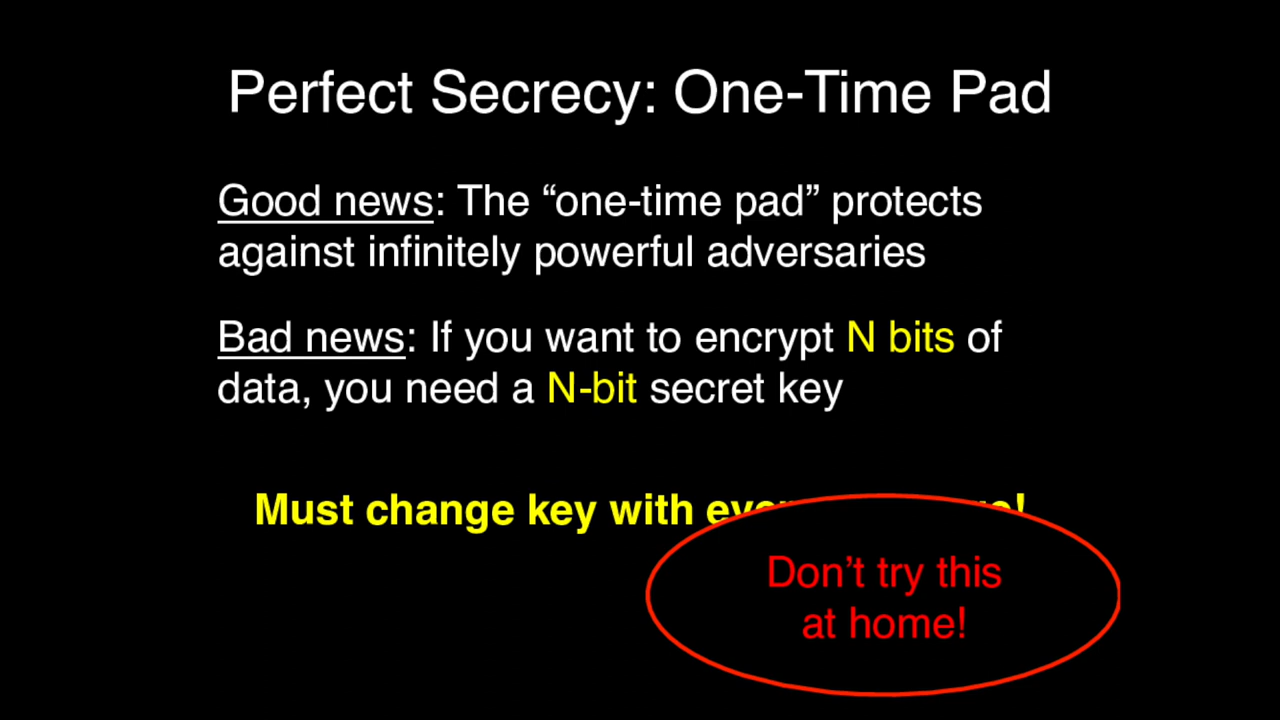 Perfect Secrecy: One-Time Pad
Good news: The “one-time pad” protects
against infinitely powerful adversaries
Bad news: If you want to encrypt N bits of
data, you need a N-bit secret key
Must change key with
Don’t try this
at home!